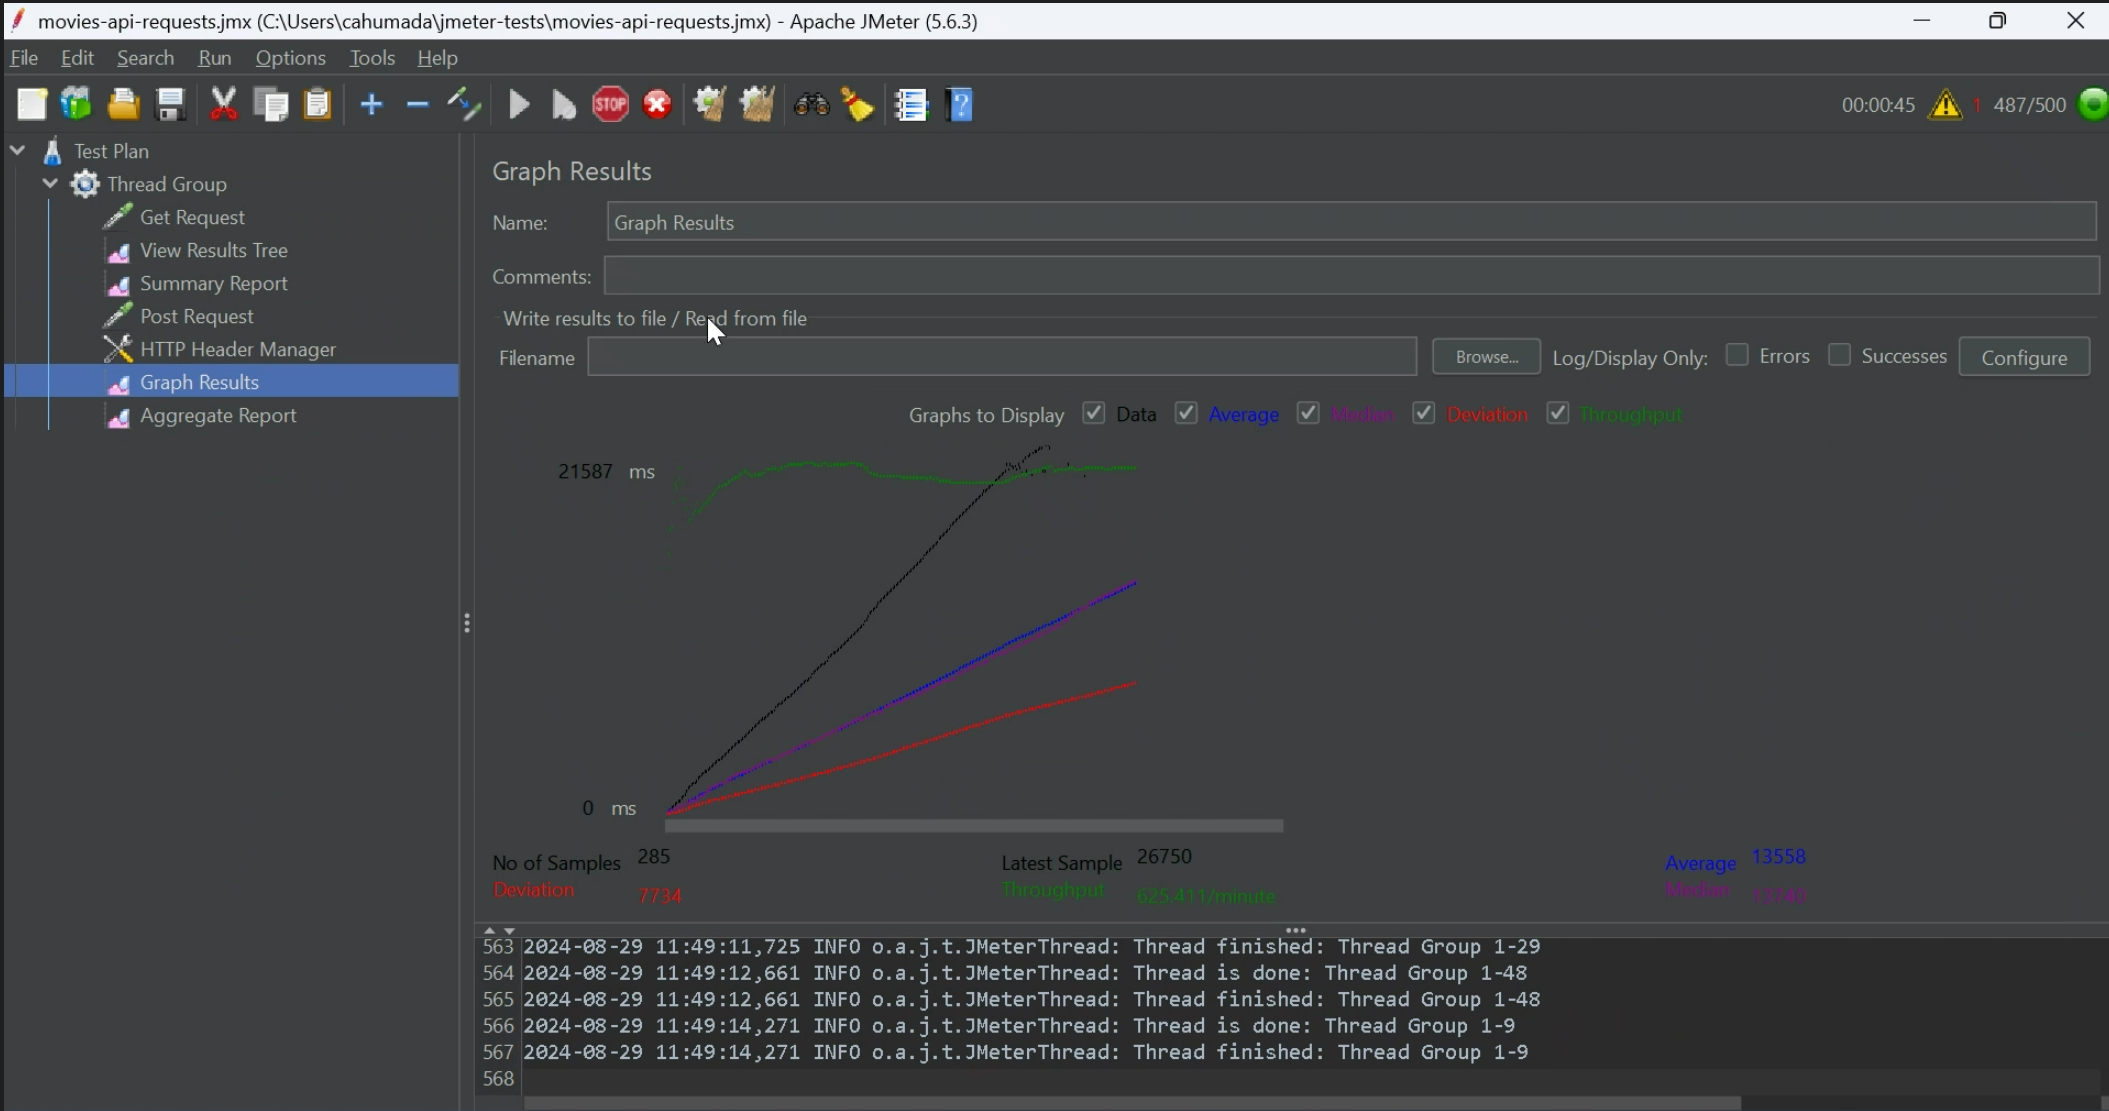 movies-api-requests.jmx (C:\Users\cahumada\jmeter-tests\movies-api-requests.jmx) - Apache JMeter (5.6.3)
File Edit Search Run Options Tools Help
STOP
00:00:45 1 487/500
Test Plan
Thread Group
Get Request
View Results Tree
Summary Report
Post Request
HTTP Header Manager
Graph Results
Aggregate Report
Graph Results
Name: Graph Results
Comments:
Write results to file / Read from file
Filename Browse... Log/Display Only: Errors Successes Configure
Graphs to Display Data Average Median Deviation Throughput
21587 ms
0 ms
No of Samples 285 Latest Sample 26750 Average 13558
Deviation 7734 Throughput 625.411/minute Median
563 2024-08-29 11:49:11,725 INFO o.a.j.t.JMeterThread: Thread finished: Thread Group 1-29
564 2024-08-29 11:49:12,661 INFO o.a.j.t.JMeterThread: Thread is done: Thread Group 1-48
565 2024-08-29 11:49:12,661 INFO o.a.j.t.JMeterThread: Thread finished: Thread Group 1-48
566 2024-08-29 11:49:14,271 INFO o.a.j.t.JMeterThread: Thread is done: Thread Group 1-9
567 2024-08-29 11:49:14,271 INFO o.a.j.t.JMeterThread: Thread finished: Thread Group 1-9
568